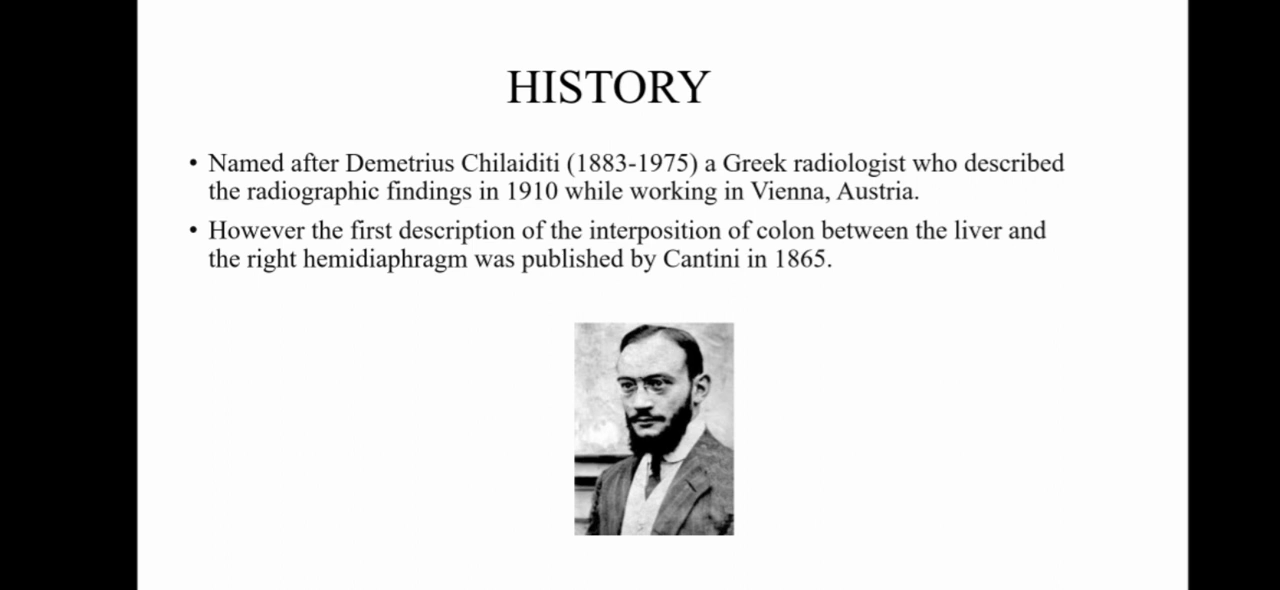 HISTORY
• Named after Demetrius Chilaiditi (1883-1975) a Greek radiologist who described
the radiographic findings in 1910 while working in Vienna, Austria.
• However the first description of the interposition of colon between the liver and
the right hemidiaphragm was published by Cantini in 1865.